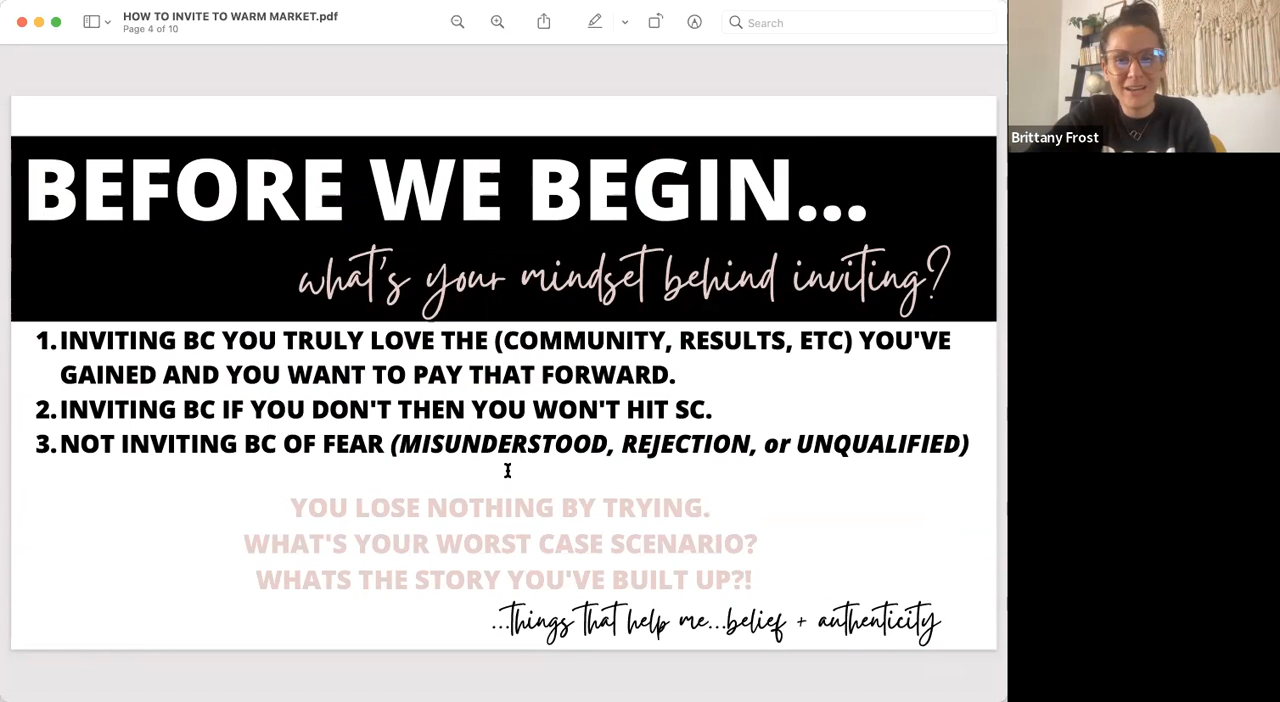 HOW TO INVITE TO WARM MARKET.pdf
Page 4 of 10
Search
Brittany Frost
BEFORE WE BEGIN...
what's your mindset behind inviting?
1. INVITING BC YOU TRULY LOVE THE (COMMUNITY, RESULTS, ETC) YOU'VE
GAINED AND YOU WANT TO PAY THAT FORWARD.
2. INVITING BC IF YOU DON'T THEN YOU WON'T HIT SC.
3. NOT INVITING BC OF FEAR (MISUNDERSTOOD, REJECTION, or UNQUALIFIED)
YOU LOSE NOTHING BY TRYING.
WHAT'S YOUR WORST CASE SCENARIO?
WHATS THE STORY YOU'VE BUILT UP?!
...things that help me...belief + authenticity